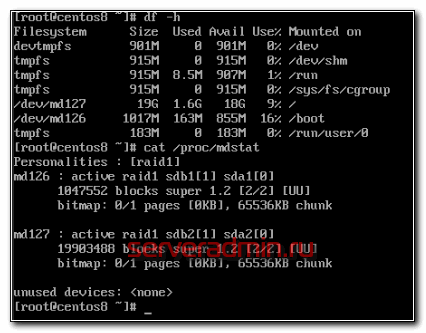 [root@centos8 ~]# df -h
Filesystem      Size  Used Avail Use% Mounted on
devtmpfs        901M     0  901M   0% /dev
tmpfs           915M     0  915M   0% /dev/shm
tmpfs           915M  8.5M  907M   1% /run
tmpfs           915M     0  915M   0% /sys/fs/cgroup
/dev/md127       19G  1.6G   18G   9% /
/dev/md126     1017M  163M  855M  16% /boot
tmpfs           183M     0  183M   0% /run/user/0
[root@centos8 ~]# cat /proc/mdstat
Personalities : [raid1]
md126 : active raid1 sdb1[1] sda1[0]
      1047552 blocks super 1.2 [2/2] [UU]
      bitmap: 0/1 pages [0KB], 65536KB chunk
md127 : active raid1 sdb2[1] sda2[0]
      19903488 blocks super 1.2 [2/2] [UU]
serveradmin.ru
      bitmap: 0/1 pages [0KB], 65536KB chunk
unused devices: <none>
[root@centos8 ~]# _